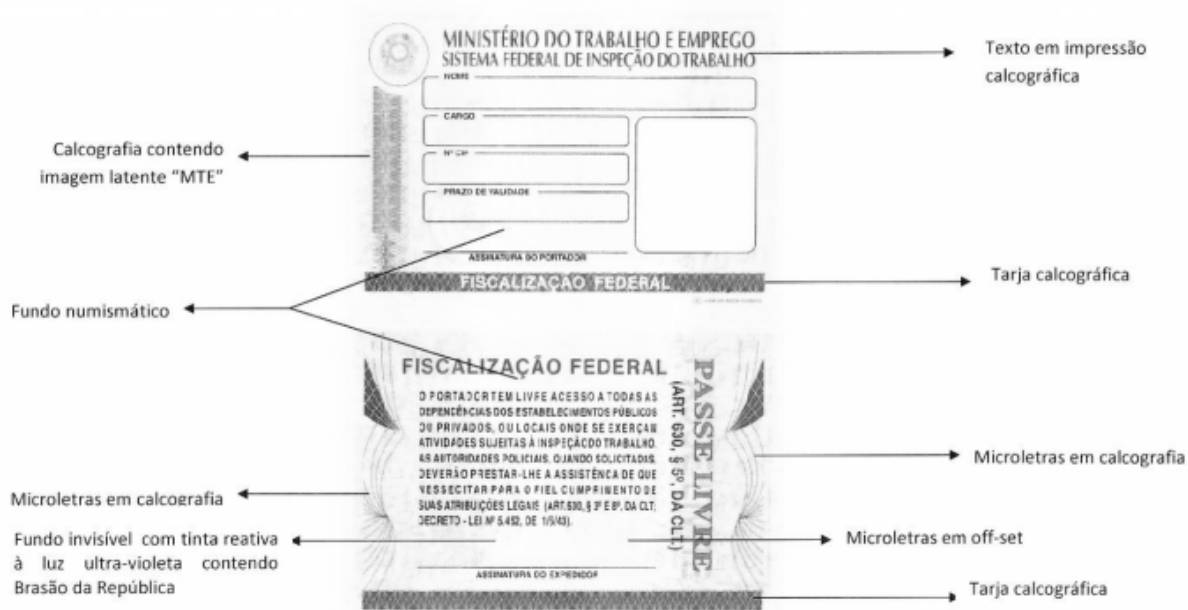 MINISTÉRIO DO TRABALHO E EMPREGO
SISTEMA FEDERAL DE INSPEÇÃO DO TRABALHO
NOME
CARGO
Nº CIF
PRAZO DE VALIDADE
ASSINATURA DO PORTADOR
FISCALIZAÇÃO FEDERAL
Texto em impressão
calcográfica
Calcografia contendo
imagem latente “MTE”
Tarja calcográfica
Fundo numismático
FISCALIZAÇÃO FEDERAL
O PORTADOR TEM LIVRE ACESSO A TODAS AS
DEPENDÊNCIAS DOS ESTABELECIMENTOS PÚBLICOS
OU PRIVADOS, OU LOCAIS ONDE SE EXERÇAM
ATIVIDADES SUJEITAS À INSPEÇÃO DO TRABALHO.
AS AUTORIDADES POLICIAIS, QUANDO SOLICITADAS,
DEVERÃO PRESTAR-LHE A ASSISTÊNCA DE QUE
NESSECITAR PARA O FIEL CUMPRIMENTO DE
SUAS ATRIBUIÇÕES LEGAIS (ART.630, § 3º E 8º, DA CLT;
DECRETO - LEI Nº 5.452, DE 1/5/43).
ASSINATURA DO EXPEDIDOR
PASSE LIVRE
(ART. 630, § 5º, DA CLT.)
Microletras em calcografia
Microletras em calcografia
Fundo invisível com tinta reativa
à luz ultra-violeta contendo
Brasão da República
Microletras em off-set
Tarja calcográfica